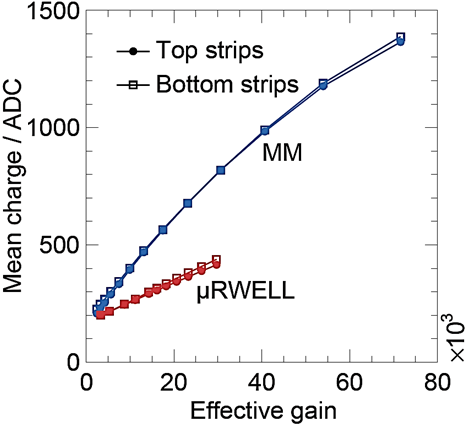 1500
1000
500
0
Mean charge / ADC
Top strips
Bottom strips
MM
μRWELL
0 20 40 60 80
×10³
Effective gain